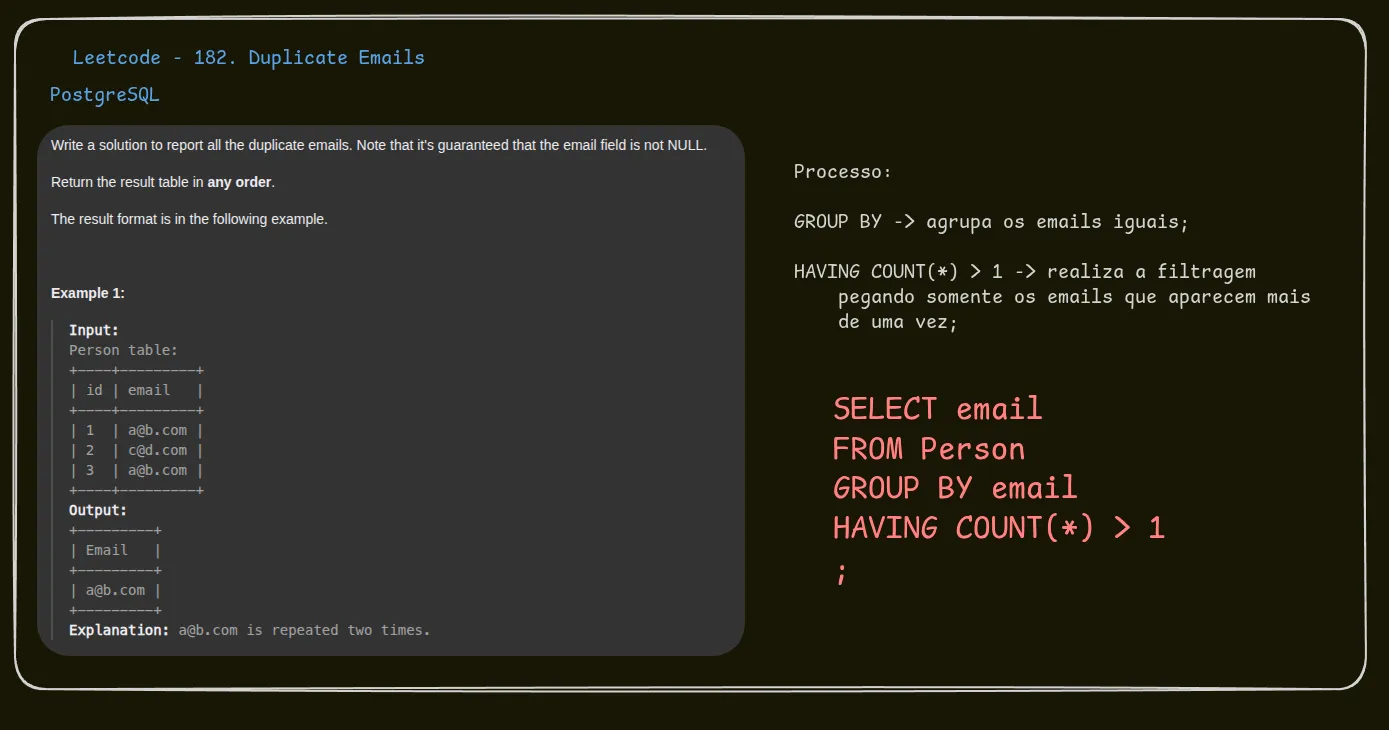 Leetcode - 182. Duplicate Emails
PostgreSQL
Write a solution to report all the duplicate emails. Note that it's guaranteed that the email field is not NULL.
Return the result table in any order.
The result format is in the following example.
Example 1:
Input:
Person table:
+----+---------+
| id | email   |
+----+---------+
| 1  | a@b.com |
| 2  | c@d.com |
| 3  | a@b.com |
+----+---------+
Output:
+---------+
| Email   |
+---------+
| a@b.com |
+---------+
Explanation: a@b.com is repeated two times.
Processo:
GROUP BY -> agrupa os emails iguais;
HAVING COUNT(*) > 1 -> realiza a filtragem
pegando somente os emails que aparecem mais
de uma vez;
SELECT email
FROM Person
GROUP BY email
HAVING COUNT(*) > 1
;